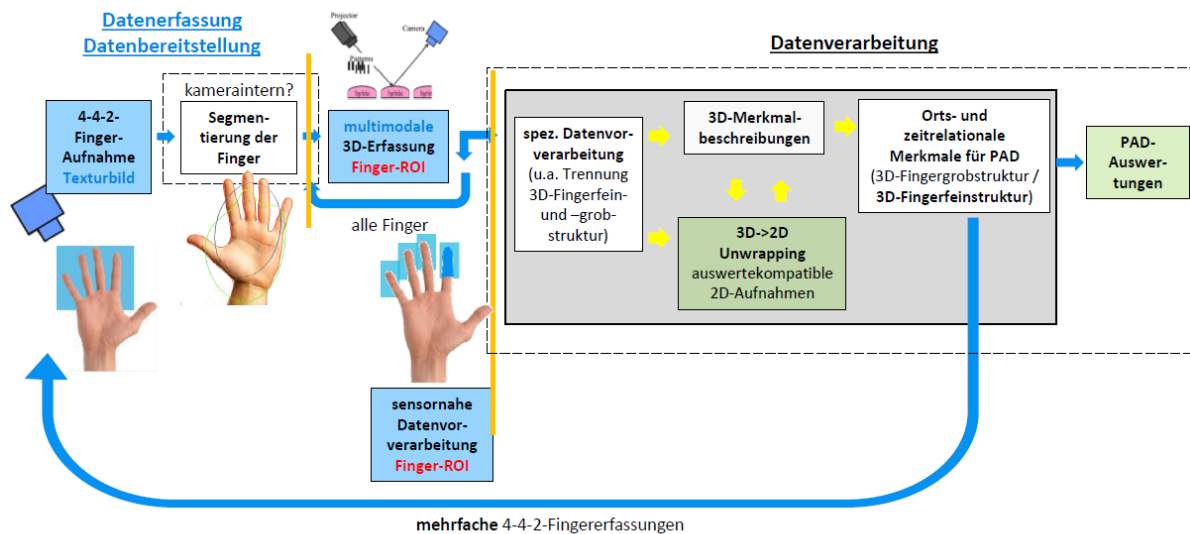 Datenerfassung
Datenbereitstellung
Projector
Camera
Patterns
Datenverarbeitung
kameraintern?
4-4-2-
Finger-
Aufnahme
Texturbild
Segmen-
tierung der
Finger
multimodale
3D-Erfassung
Finger-ROI
alle Finger
spez. Datenvor-
verarbeitung
(u.a. Trennung
3D-Fingerfein-
und –grob-
struktur)
3D-Merkmal-
beschreibungen
3D->2D
Unwrapping
auswertekompatible
2D-Aufnahmen
Orts- und
zeitrelationale
Merkmale für PAD
(3D-Fingergrobstruktur /
3D-Fingerfeinstruktur)
PAD-
Auswer-
tungen
sensornahe
Datenvor-
verarbeitung
Finger-ROI
mehrfache 4-4-2-Fingererfassungen